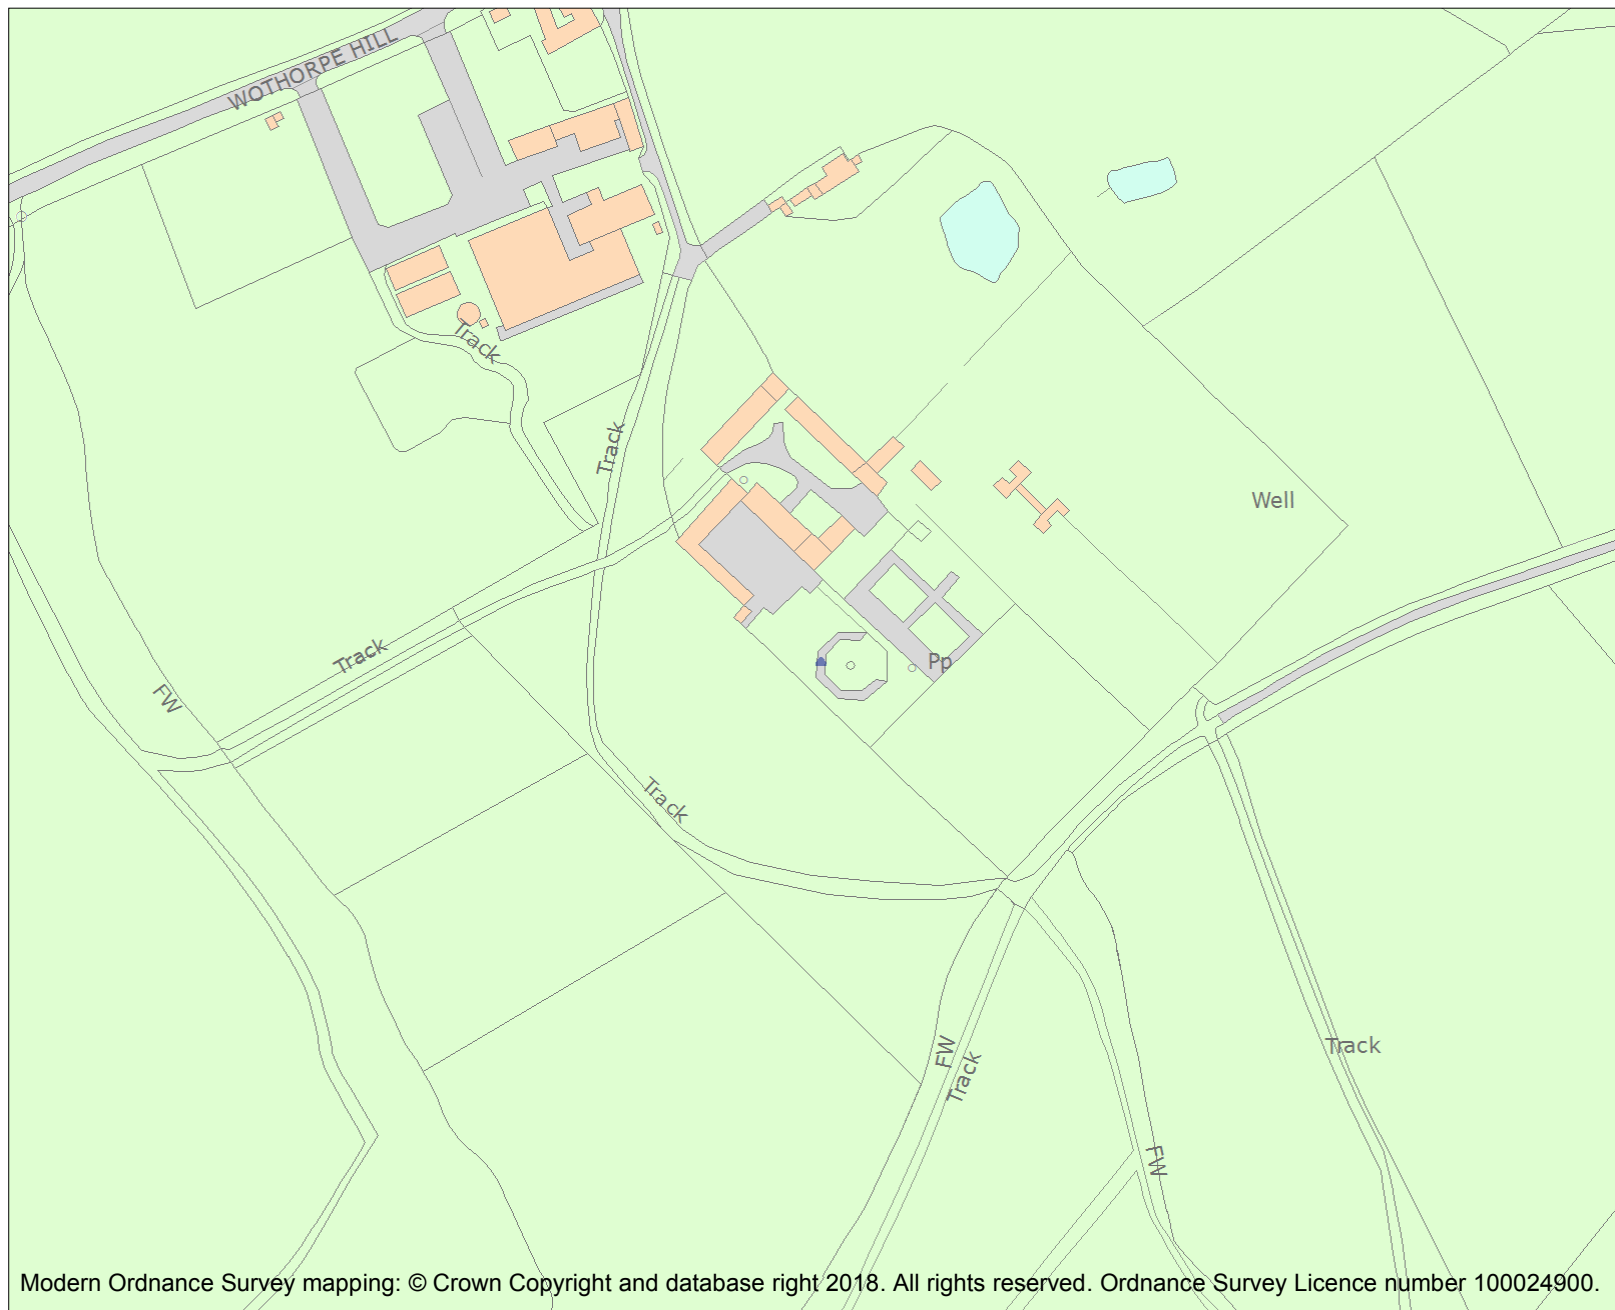 WOTHORPE HILL
Track
Track
Well
Track
Pp
FW
Track
FW
Track
Track
FW
Modern Ordnance Survey mapping: © Crown Copyright and database right 2018. All rights reserved. Ordnance Survey Licence number 100024900.